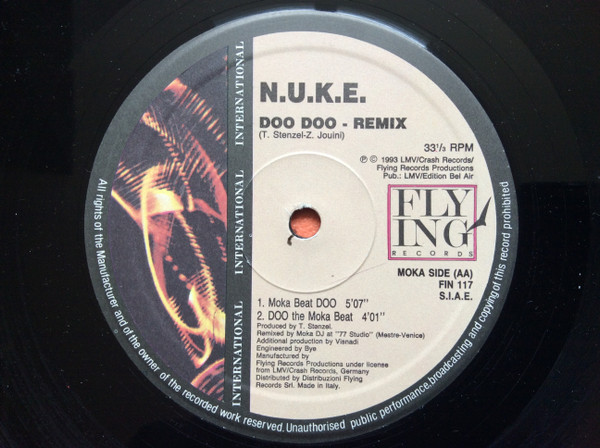 N.U.K.E.
DOO DOO - REMIX
(T. Stenzel-Z. Jouini)
33¹/₃ RPM
℗ © 1993 LMV/Crash Records/
Flying Records Productions
Pub.: LMV/Edition Bel Air
FLY
ING
RECORDS
MOKA SIDE (AA)
FIN 117
S.I.A.E.
1. Moka Beat DOO 5'07"
2. DOO the Moka Beat 4'01"
Produced by T. Stenzel.
Remixed by Moka DJ at "77 Studio" (Mestre-Venice)
Additional production by Visnadi
Engineered by Bye
Manufactured by
Flying Records Productions under license
from LMV/Crash Records, Germany
Distributed by Distribuzioni Flying
Records Srl. Made in Italy.
INTERNATIONAL
INTERNATIONAL
INTERNATIONAL
All rights of the Manufacturer and of the owner of the recorded work reserved. Unauthorised public performance, broadcasting and copying of this record prohibited